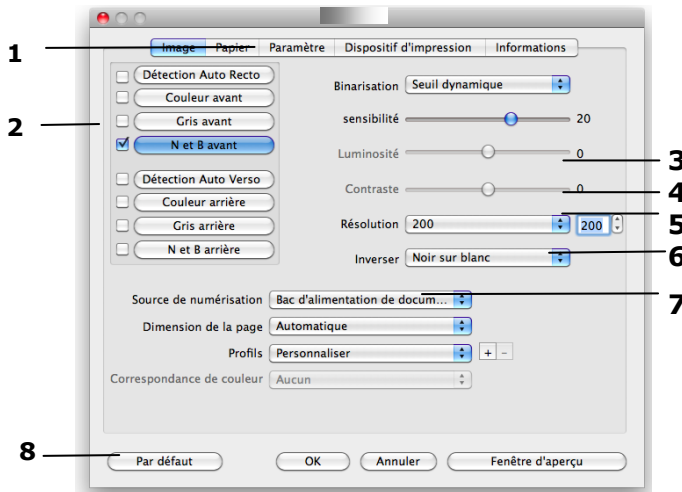 1
Image Papier Paramètre Dispositif d'impression Informations
2
Détection Auto Recto
Couleur avant
Gris avant
N et B avant
Détection Auto Verso
Couleur arrière
Gris arrière
N et B arrière
Binarisation Seuil dynamique
sensibilité 20
Luminosité 0
3
Contraste 0
4
Résolution 200 200
5
Inverser Noir sur blanc
6
Source de numérisation Bac d'alimentation de docum...
7
Dimension de la page Automatique
Profils Personnaliser + -
Correspondance de couleur Aucun
8
Par défaut OK Annuler Fenêtre d'aperçu